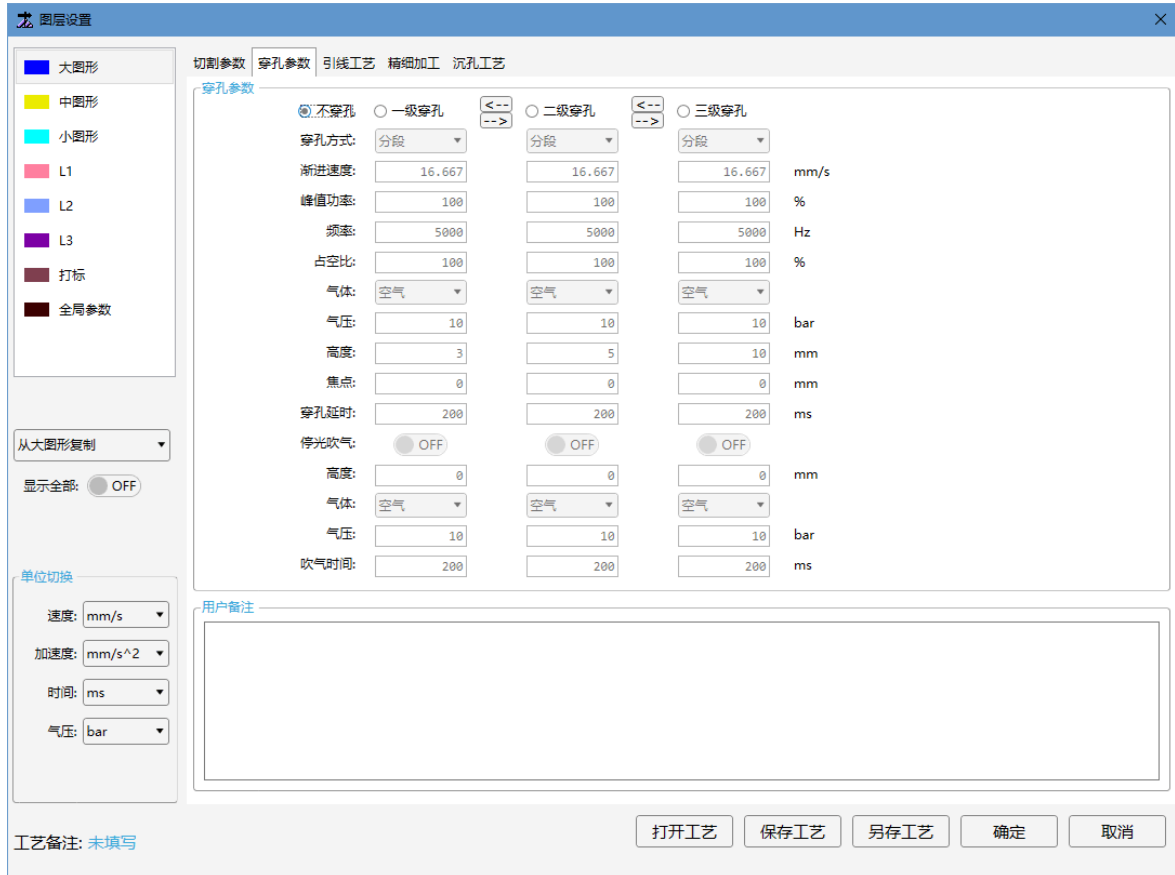 图层设置
大图形
中图形
小图形
L1
L2
L3
打标
全局参数
从大图形复制
显示全部: OFF
单位切换
速度: mm/s
加速度: mm/s^2
时间: ms
气压: bar
切割参数 穿孔参数 引线工艺 精细加工 沉孔工艺
穿孔参数
不穿孔 一级穿孔 <-- --> 二级穿孔 <-- --> 三级穿孔
穿孔方式: 分段 分段 分段
渐进速度: 16.667 16.667 16.667 mm/s
峰值功率: 100 100 100 %
频率: 5000 5000 5000 Hz
占空比: 100 100 100 %
气体: 空气 空气 空气
气压: 10 10 10 bar
高度: 3 5 10 mm
焦点: 0 0 0 mm
穿孔延时: 200 200 200 ms
停光吹气: OFF OFF OFF
高度: 0 0 0 mm
气体: 空气 空气 空气
气压: 10 10 10 bar
吹气时间: 200 200 200 ms
用户备注
工艺备注: 未填写
打开工艺 保存工艺 另存工艺 确定 取消